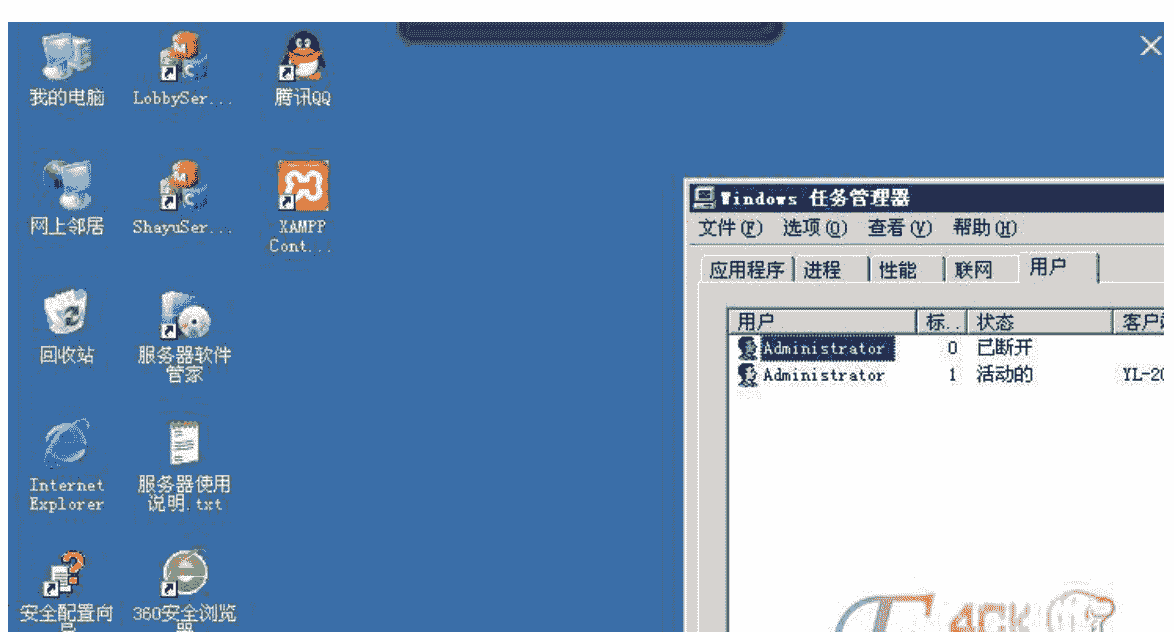 我的电脑
LobbySer...
腾讯QQ
网上邻居
ShayuSer...
XAMPP
Cont...
回收站
服务器软件
管家
Internet
Explorer
服务器使用
说明.txt
安全配置向
360安全浏览
Windows 任务管理器
文件(F) 选项(O) 查看(V) 帮助(H)
应用程序 进程 性能 联网 用户
用户 标.. 状态 客户
Administrator 0 已断开
Administrator 1 活动的 YL-20